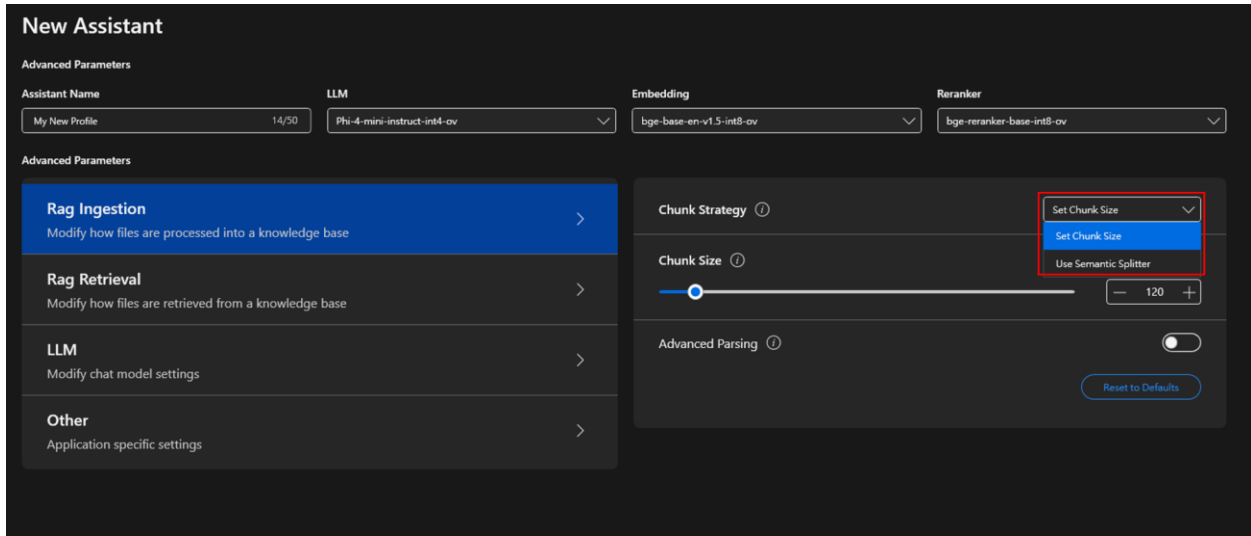 New Assistant
Advanced Parameters
Assistant Name
LLM
Embedding
Reranker
My New Profile 14/50
Phi-4-mini-instruct-int4-ov
bge-base-en-v1.5-int8-ov
bge-reranker-base-int8-ov
Advanced Parameters
Rag Ingestion
Modify how files are processed into a knowledge base
Rag Retrieval
Modify how files are retrieved from a knowledge base
LLM
Modify chat model settings
Other
Application specific settings
Chunk Strategy
Set Chunk Size
Set Chunk Size
Use Semantic Splitter
Chunk Size
120
Advanced Parsing
Reset to Defaults